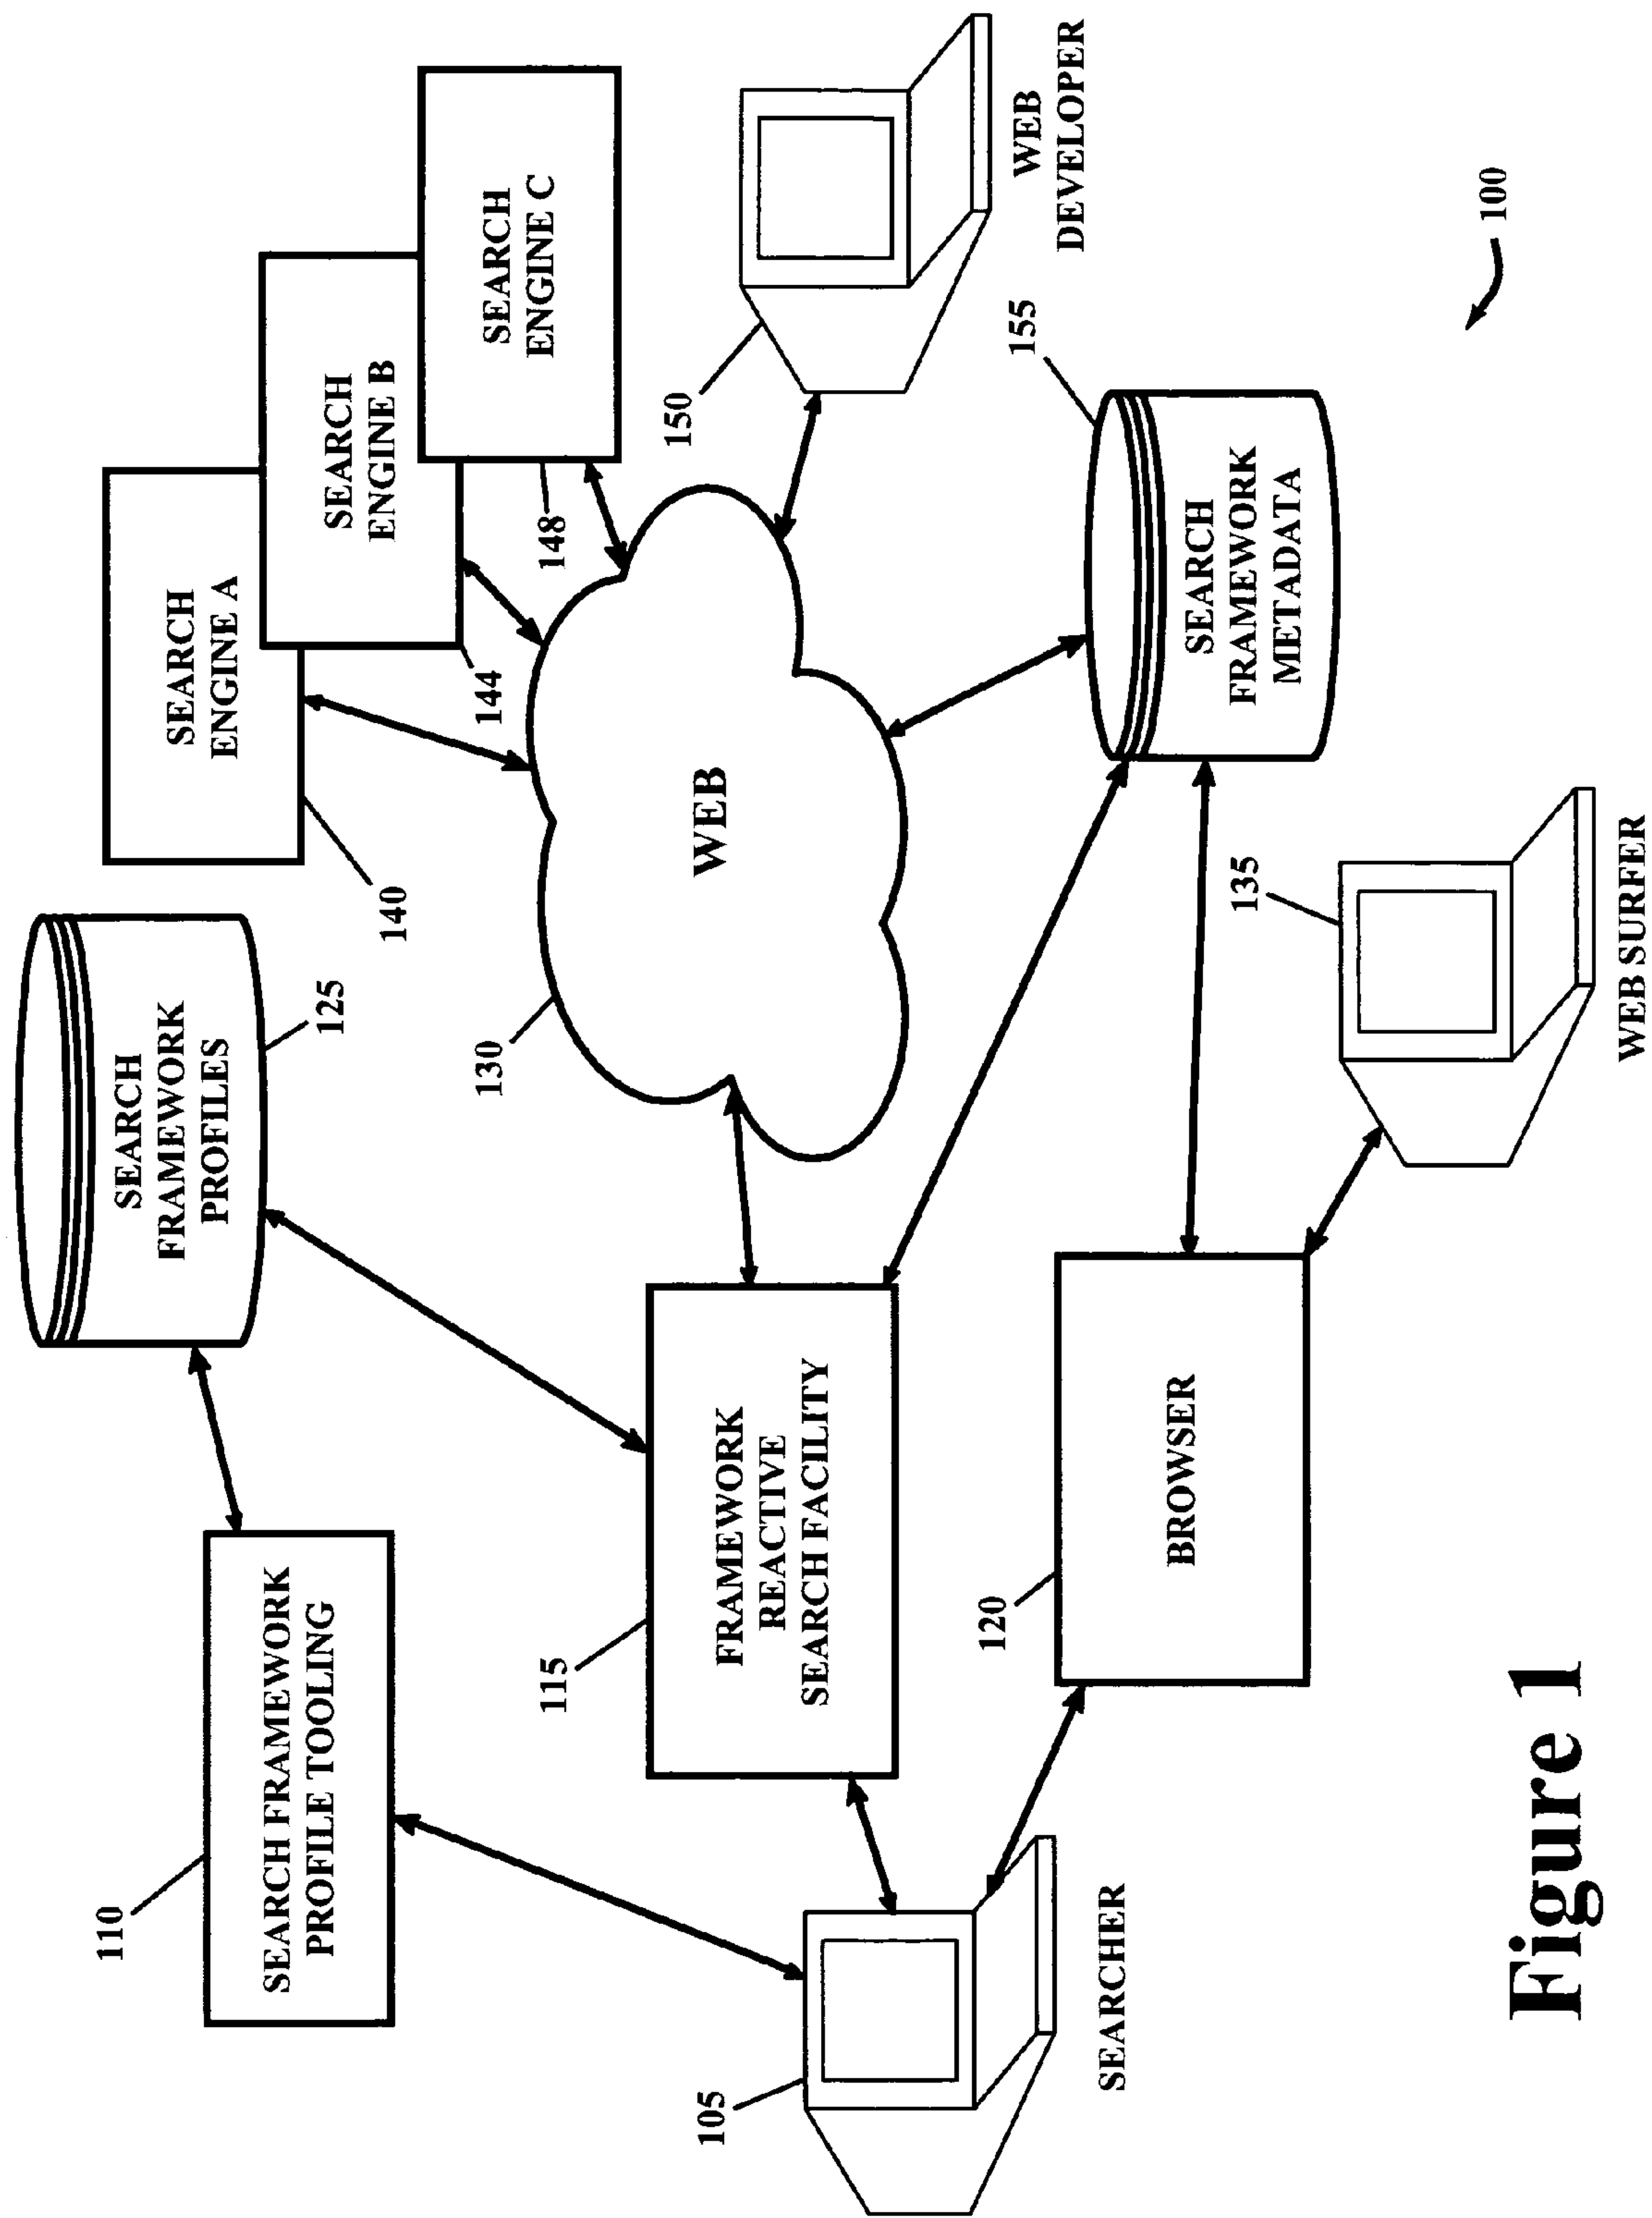 110
SEARCH FRAMEWORK
PROFILE TOOLING
SEARCH
FRAMEWORK
PROFILES
125
SEARCH
ENGINE A
140
SEARCH
ENGINE B
144
SEARCH
ENGINE C
148
105
SEARCHER
115
FRAMEWORK
REACTIVE
SEARCH FACILITY
130
WEB
150
WEB
DEVELOPER
120
BROWSER
155
SEARCH
FRAMEWORK
METADATA
135
WEB SURFER
100
Figure 1